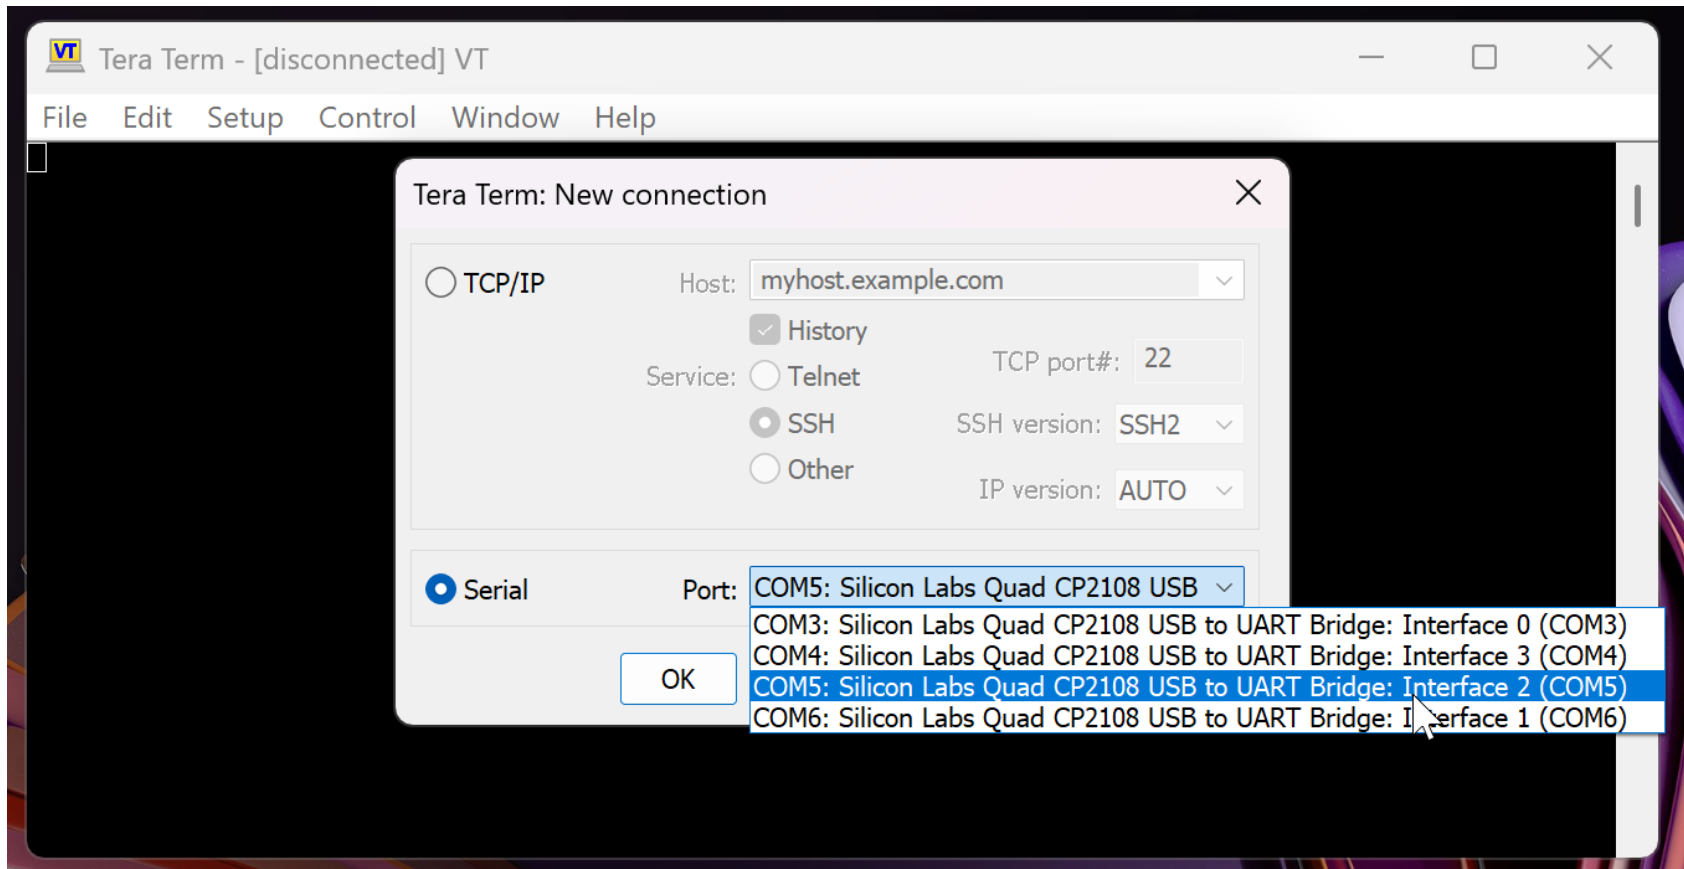 VT Tera Term - [disconnected] VT
File Edit Setup Control Window Help
Tera Term: New connection
TCP/IP Host: myhost.example.com
History
Service: Telnet TCP port#: 22
SSH SSH version: SSH2
Other IP version: AUTO
Serial Port: COM5: Silicon Labs Quad CP2108 USB
COM3: Silicon Labs Quad CP2108 USB to UART Bridge: Interface 0 (COM3)
COM4: Silicon Labs Quad CP2108 USB to UART Bridge: Interface 3 (COM4)
OK COM5: Silicon Labs Quad CP2108 USB to UART Bridge: Interface 2 (COM5)
COM6: Silicon Labs Quad CP2108 USB to UART Bridge: Interface 1 (COM6)